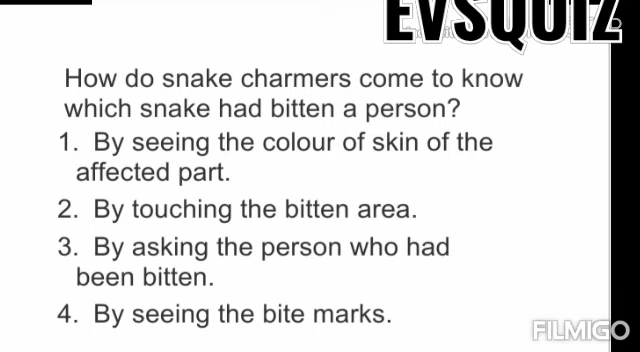 EVSQUIZ
How do snake charmers come to know
which snake had bitten a person?
1. By seeing the colour of skin of the
affected part.
2. By touching the bitten area.
3. By asking the person who had
been bitten.
4. By seeing the bite marks.
FILMIGO